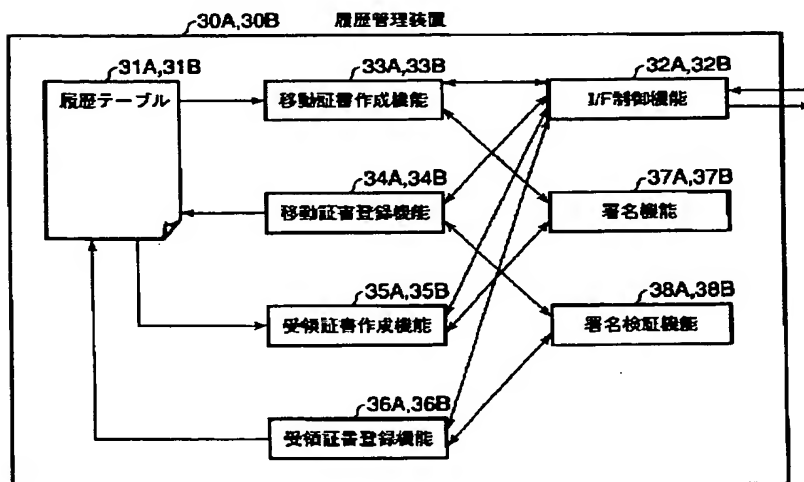 30A,30B 履歴管理装置
31A,31B
履歴テーブル
33A,33B
移動証書作成機能
32A,32B
I/F制御機能
34A,34B
移動証書登録機能
37A,37B
署名機能
35A,35B
受領証書作成機能
38A,38B
署名検証機能
36A,36B
受領証書登録機能